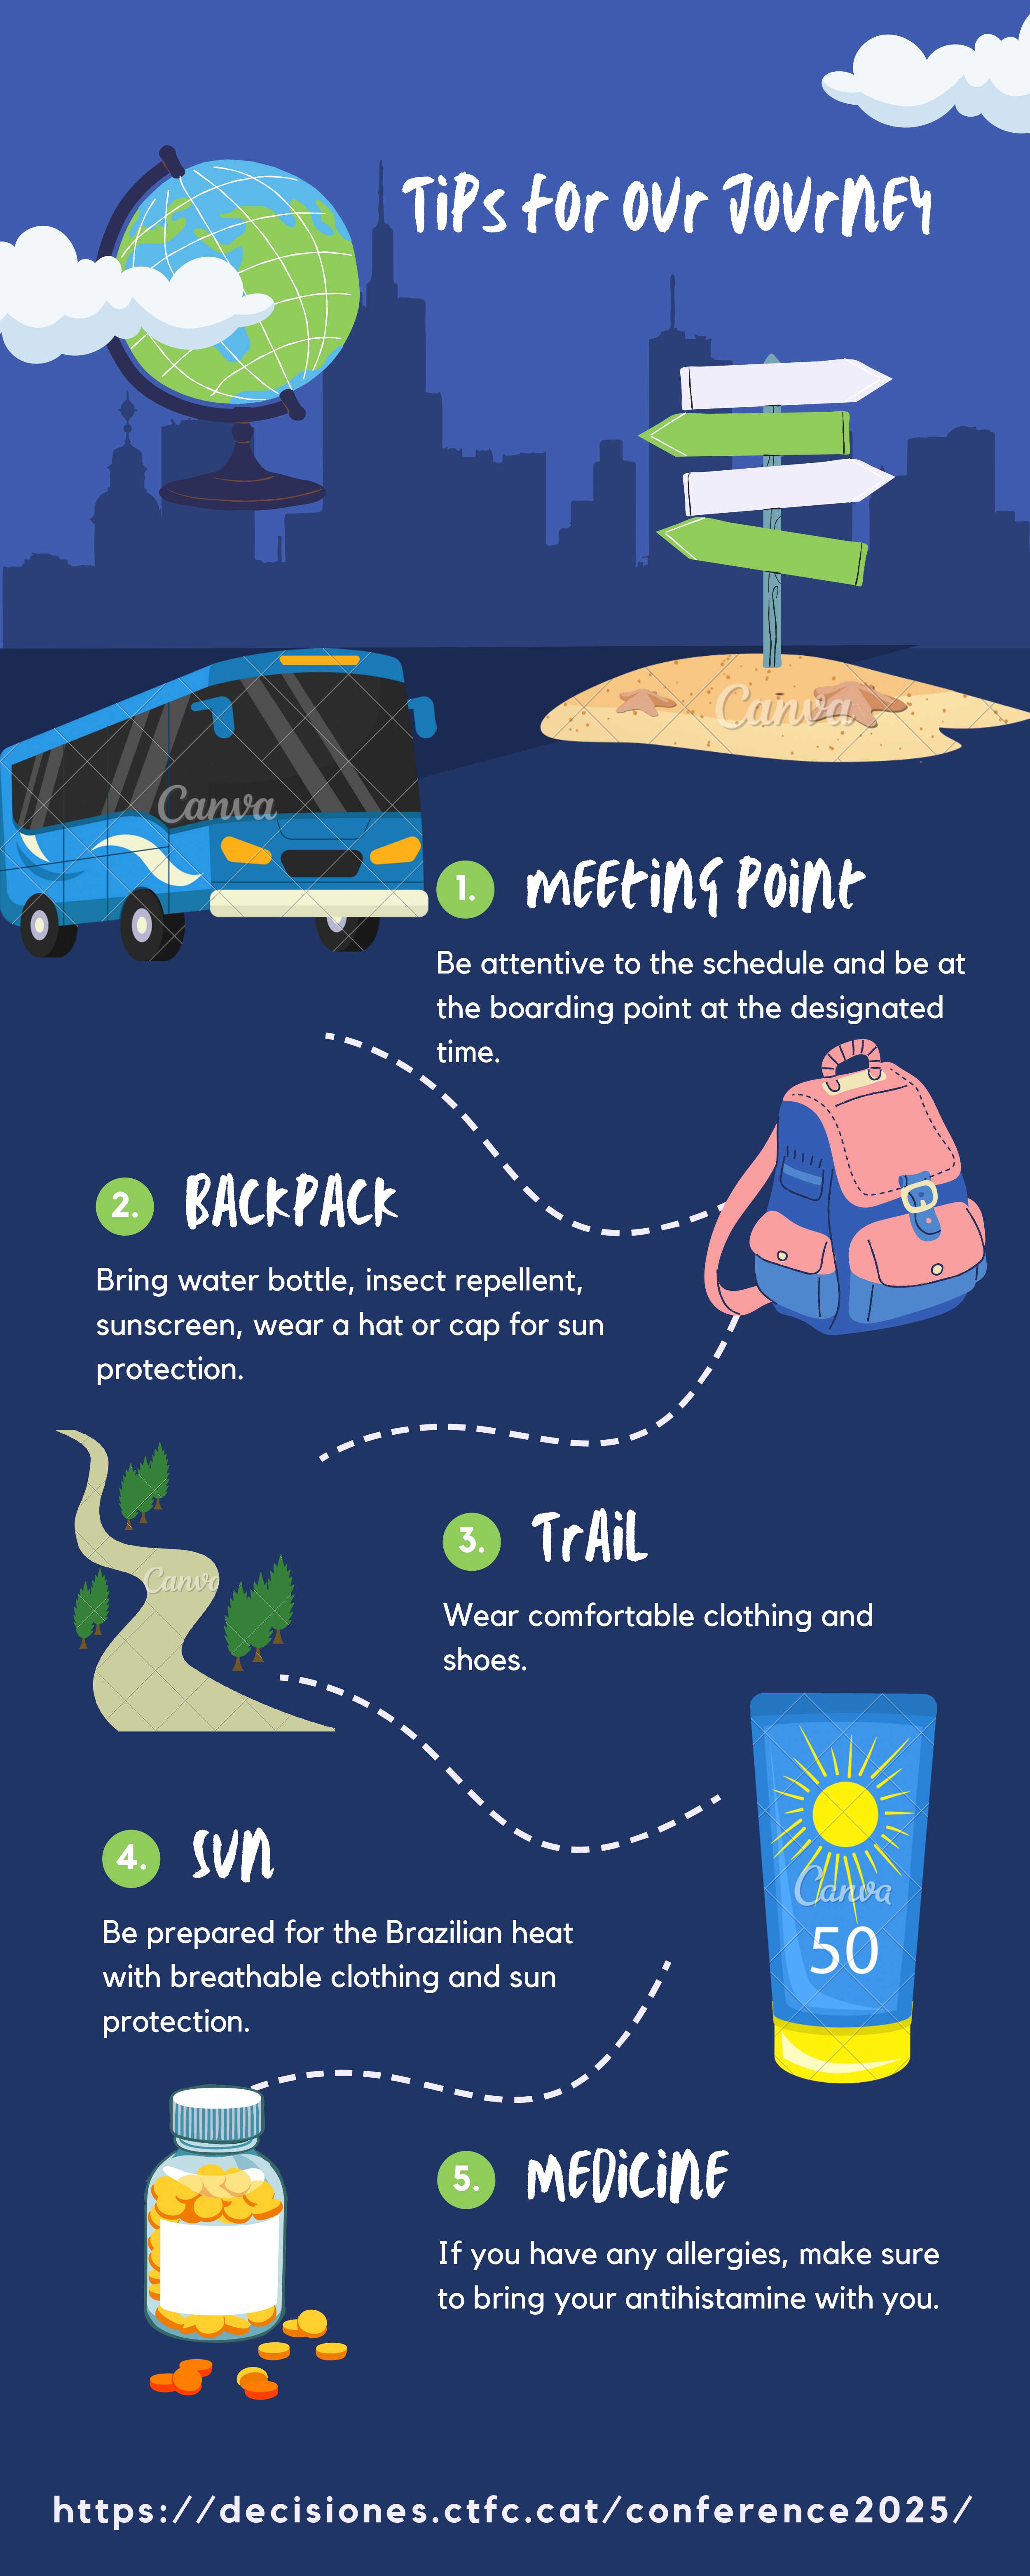 Tips for our Journey
Canva
Canva
1.
Meeting Point
Be attentive to the schedule and be at
the boarding point at the designated
time.
2.
Backpack
Bring water bottle, insect repellent,
sunscreen, wear a hat or cap for sun
protection.
Canva
3.
Trail
Wear comfortable clothing and
shoes.
4.
Sun
Be prepared for the Brazilian heat
with breathable clothing and sun
protection.
Canva
50
5.
Medicine
If you have any allergies, make sure
to bring your antihistamine with you.
https://decisiones.ctfc.cat/conference2025/